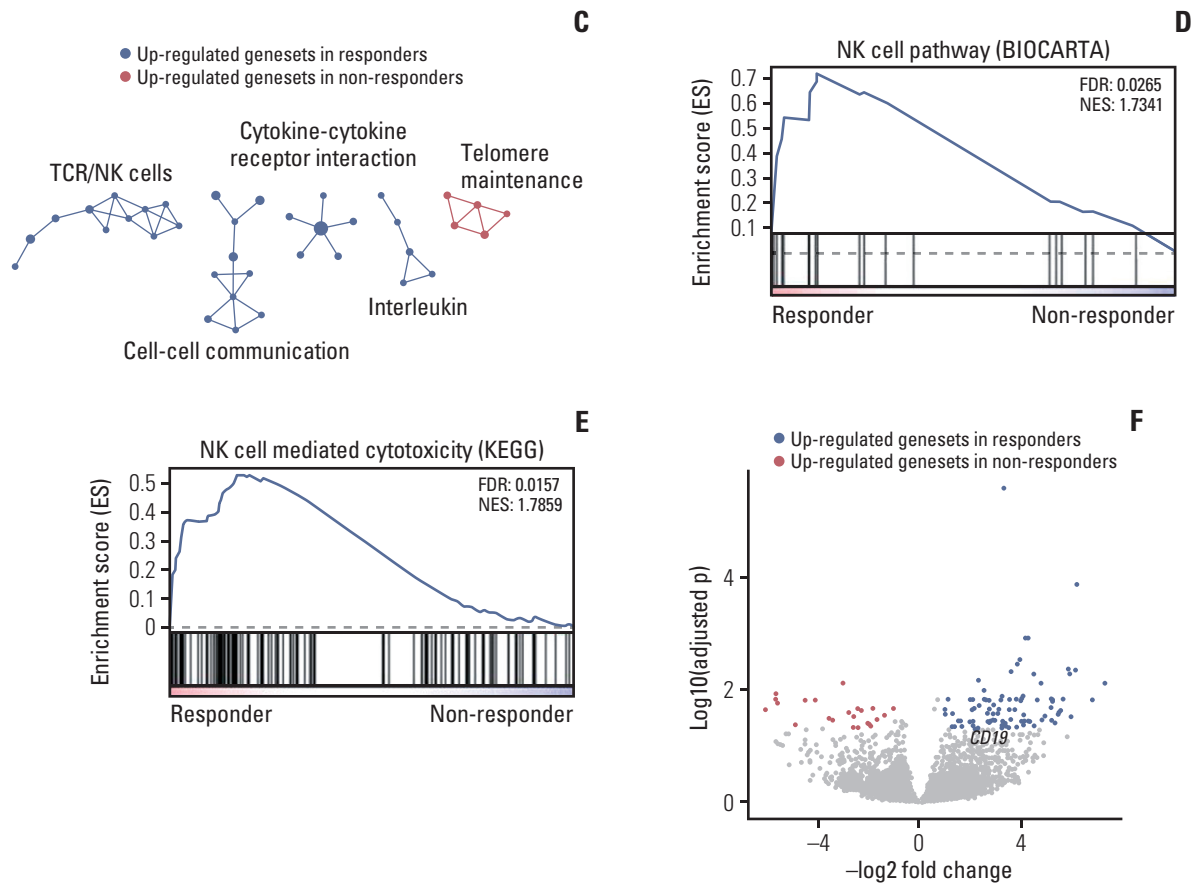 C
Up-regulated genesets in responders
Up-regulated genesets in non-responders
TCR/NK cells
Cytokine-cytokine
receptor interaction
Telomere
maintenance
Interleukin
Cell-cell communication
D
NK cell pathway (BIOCARTA)
FDR: 0.0265
NES: 1.7341
Enrichment score (ES)
0.7
0.6
0.5
0.4
0.3
0.2
0.1
Responder
Non-responder
E
NK cell mediated cytotoxicity (KEGG)
FDR: 0.0157
NES: 1.7859
Enrichment score (ES)
0.5
0.4
0.3
0.2
0.1
0
Responder
Non-responder
F
Up-regulated genesets in responders
Up-regulated genesets in non-responders
Log10(adjusted p)
4
2
0
CD19
−4
0
4
−log2 fold change